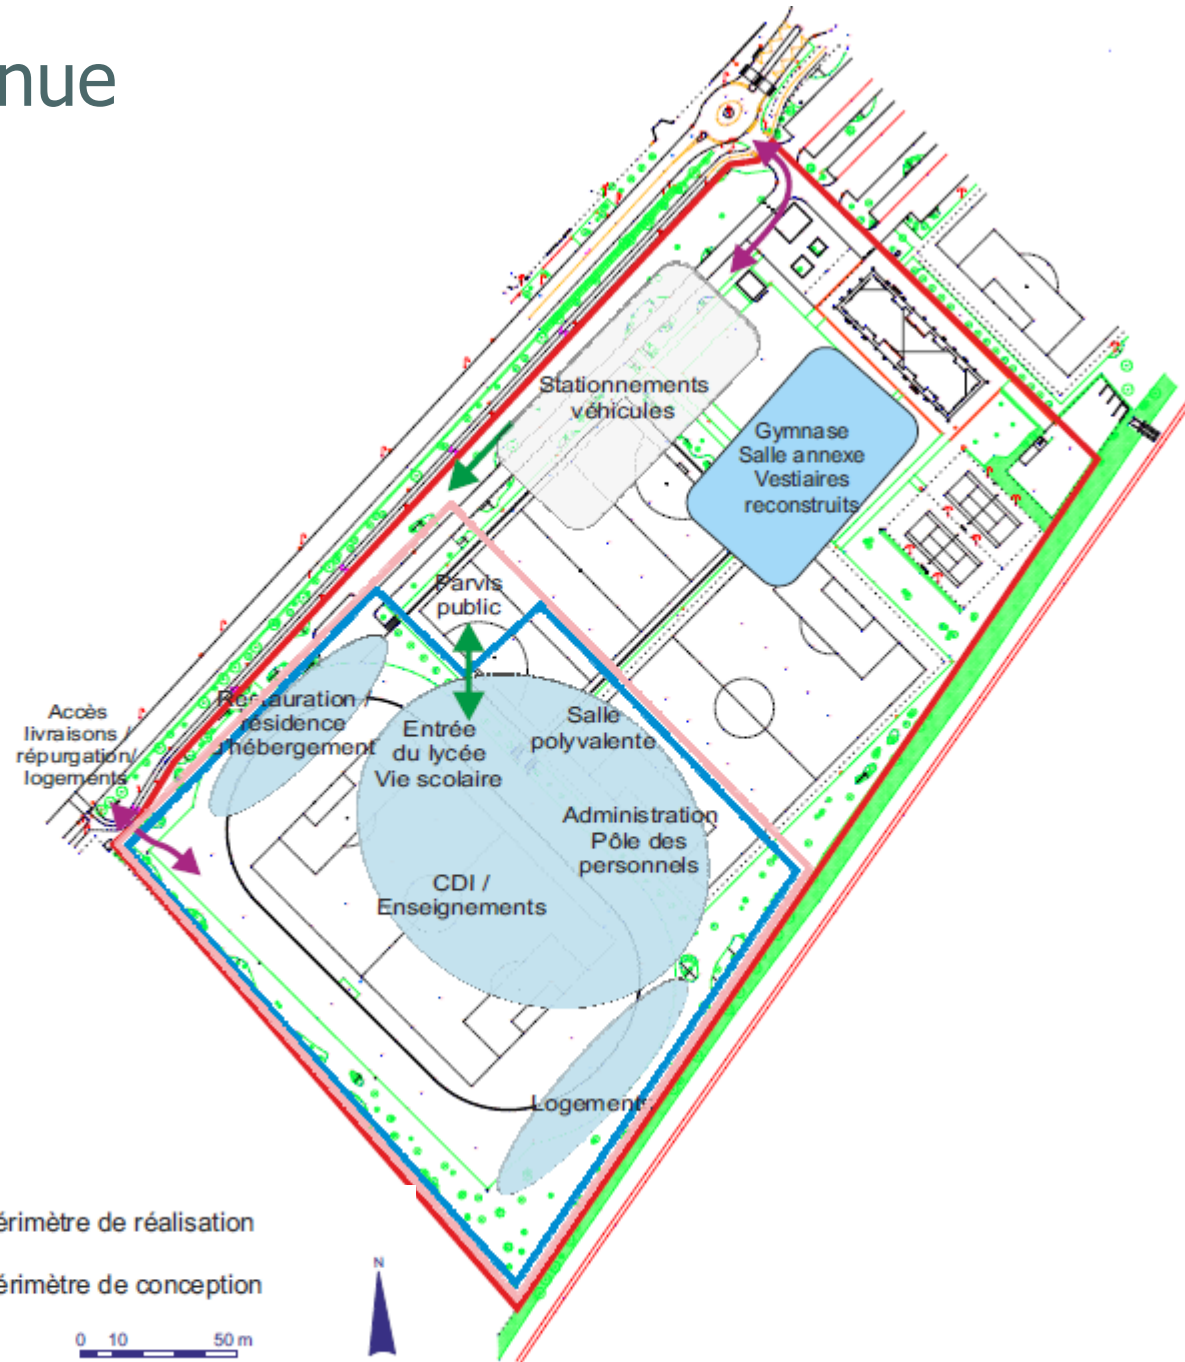 nue
Stationnements
véhicules
Gymnase
Salle annexe
Vestiaires
reconstruits
Parvis
public
Restauration /
résidence
d'hébergement
Accès
livraisons /
répurgation/
logements
Entrée
du lycée
Vie scolaire
Salle
polyvalente
Administration
Pôle des
personnels
CDI /
Enseignements
Logement
érimètre de réalisation
érimètre de conception
N
0 10 50 m